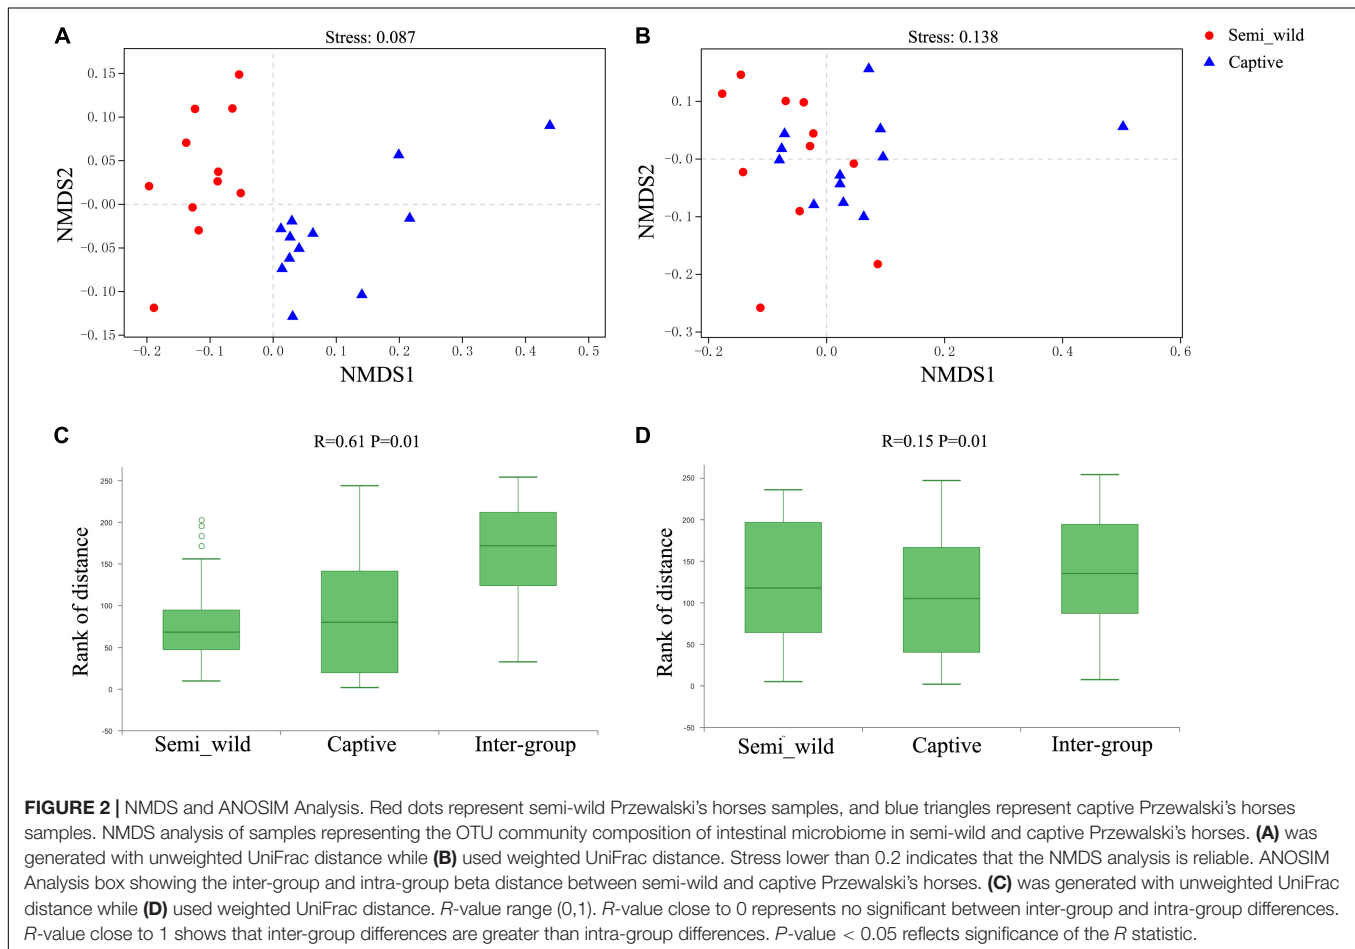 A
Stress: 0.087
0.15
0.10
0.05
-0.00
-0.05
-0.10
-0.15
NMDS2
-0.2 -0.1 0.0 0.1 0.2 0.3 0.4 0.5
NMDS1
B
Stress: 0.138
0.1
-0.0
-0.1
-0.2
-0.3
NMDS2
-0.2 0.0 0.2 0.4 0.6
NMDS1
Semi_wild
Captive
C
R=0.61 P=0.01
250
200
150
100
50
0
-50
Rank of distance
Semi_wild Captive Inter-group
D
R=0.15 P=0.01
250
200
150
100
50
0
-50
Rank of distance
Semi_wild Captive Inter-group
FIGURE 2 | NMDS and ANOSIM Analysis. Red dots represent semi-wild Przewalski's horses samples, and blue triangles represent captive Przewalski's horses
samples. NMDS analysis of samples representing the OTU community composition of intestinal microbiome in semi-wild and captive Przewalski's horses. (A) was
generated with unweighted UniFrac distance while (B) used weighted UniFrac distance. Stress lower than 0.2 indicates that the NMDS analysis is reliable. ANOSIM
Analysis box showing the inter-group and intra-group beta distance between semi-wild and captive Przewalski's horses. (C) was generated with unweighted UniFrac
distance while (D) used weighted UniFrac distance. R-value range (0,1). R-value close to 0 represents no significant between inter-group and intra-group differences.
R-value close to 1 shows that inter-group differences are greater than intra-group differences. P-value < 0.05 reflects significance of the R statistic.